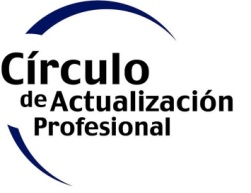 Círculo
de Actualización
Profesional